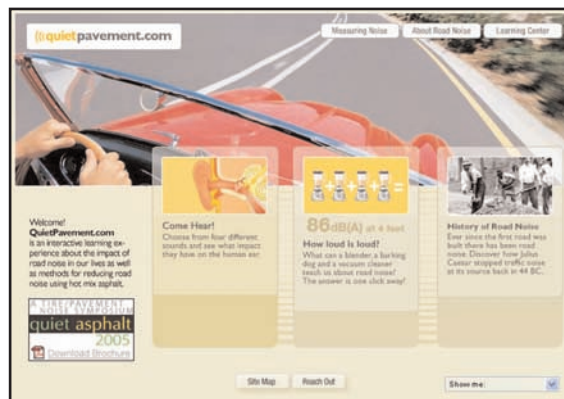 quietpavement.com
Measuring Noise
About Road Noise
Learning Center
Welcome!
QuietPavement.com
is an interactive learning ex-
perience about the impact of
road noise in our lives as well
as methods for reducing road
noise using hot mix asphalt.
A TIRE/PAVEMENT
NOISE SYMPOSIUM
quiet asphalt
2005
Download Brochure
Come Hear!
Choose from four different
sounds and see what impact
they have on the human ear.
+ + + =
86dB(A) at 4 feet
How loud is loud?
What can a blender, a barking
dog and a vacuum cleaner
teach us about road noise?
The answer is one click away!
History of Road Noise
Ever since the first road was
built there has been road
noise. Discover how Julius
Caesar stopped traffic noise
at its source back in 44 BC.
Site Map
Reach Out
Show me: